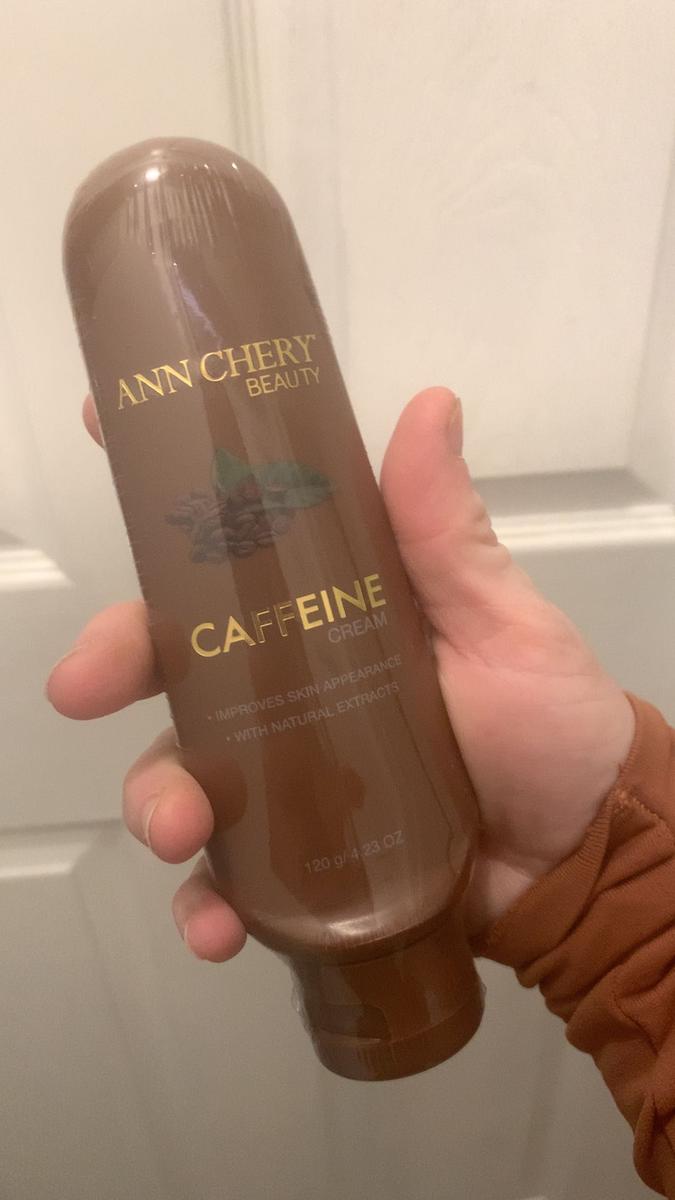 ANN CHERY
BEAUTY
CAFFEINE
CREAM
• IMPROVES SKIN APPEARANCE
• WITH NATURAL EXTRACTS
120 g/ 4.23 OZ